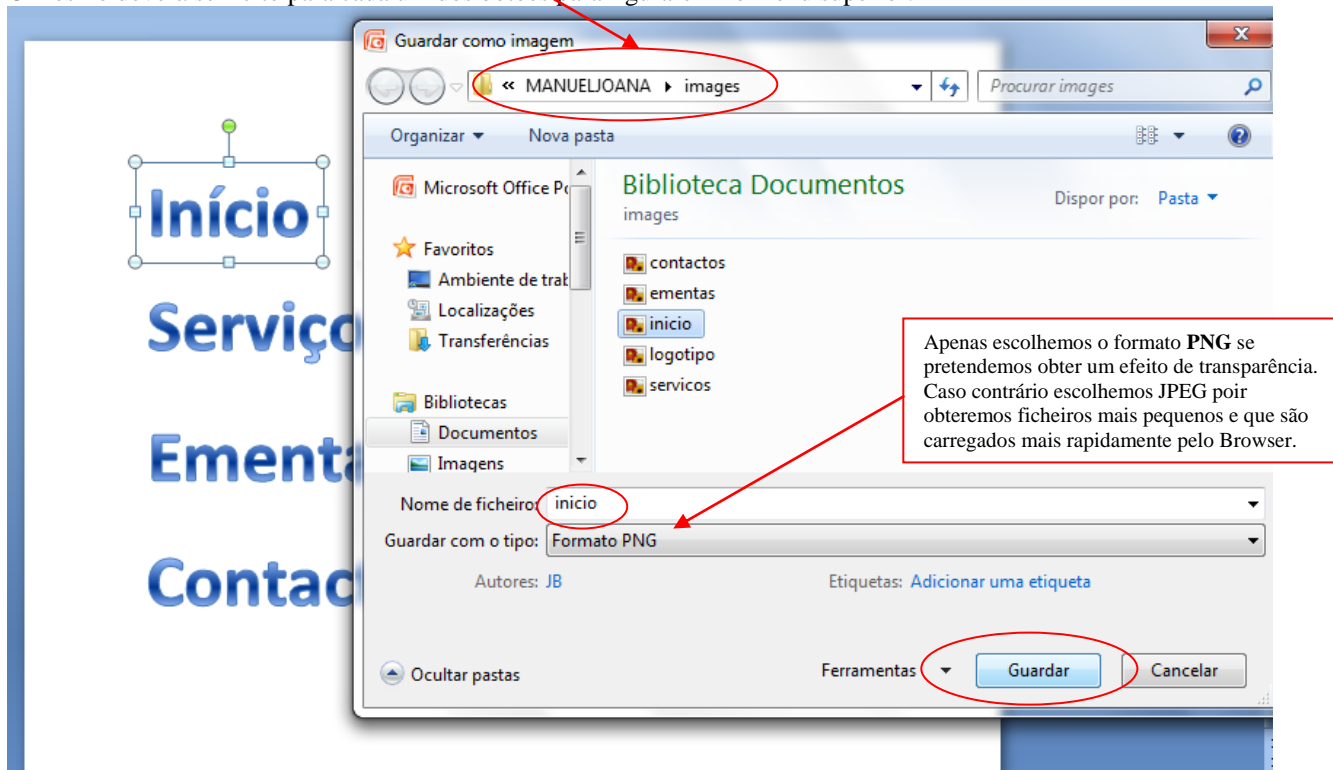 Guardar como imagem
« MANUELJOANA ▸ images
Procurar images
Organizar
Nova pasta
Microsoft Office Po
Favoritos
Ambiente de trab
Localizações
Transferências
Bibliotecas
Documentos
Imagens
Biblioteca Documentos
images
Dispor por: Pasta
contactos
ementas
inicio
logotipo
servicos
Início
Serviço
Ementa
Contac
Apenas escolhemos o formato PNG se
pretendemos obter um efeito de transparência.
Caso contrário escolhemos JPEG poir
obteremos ficheiros mais pequenos e que são
carregados mais rapidamente pelo Browser.
Nome de ficheiro: inicio
Guardar com o tipo: Formato PNG
Autores: JB
Etiquetas: Adicionar uma etiqueta
Ocultar pastas
Ferramentas
Guardar
Cancelar